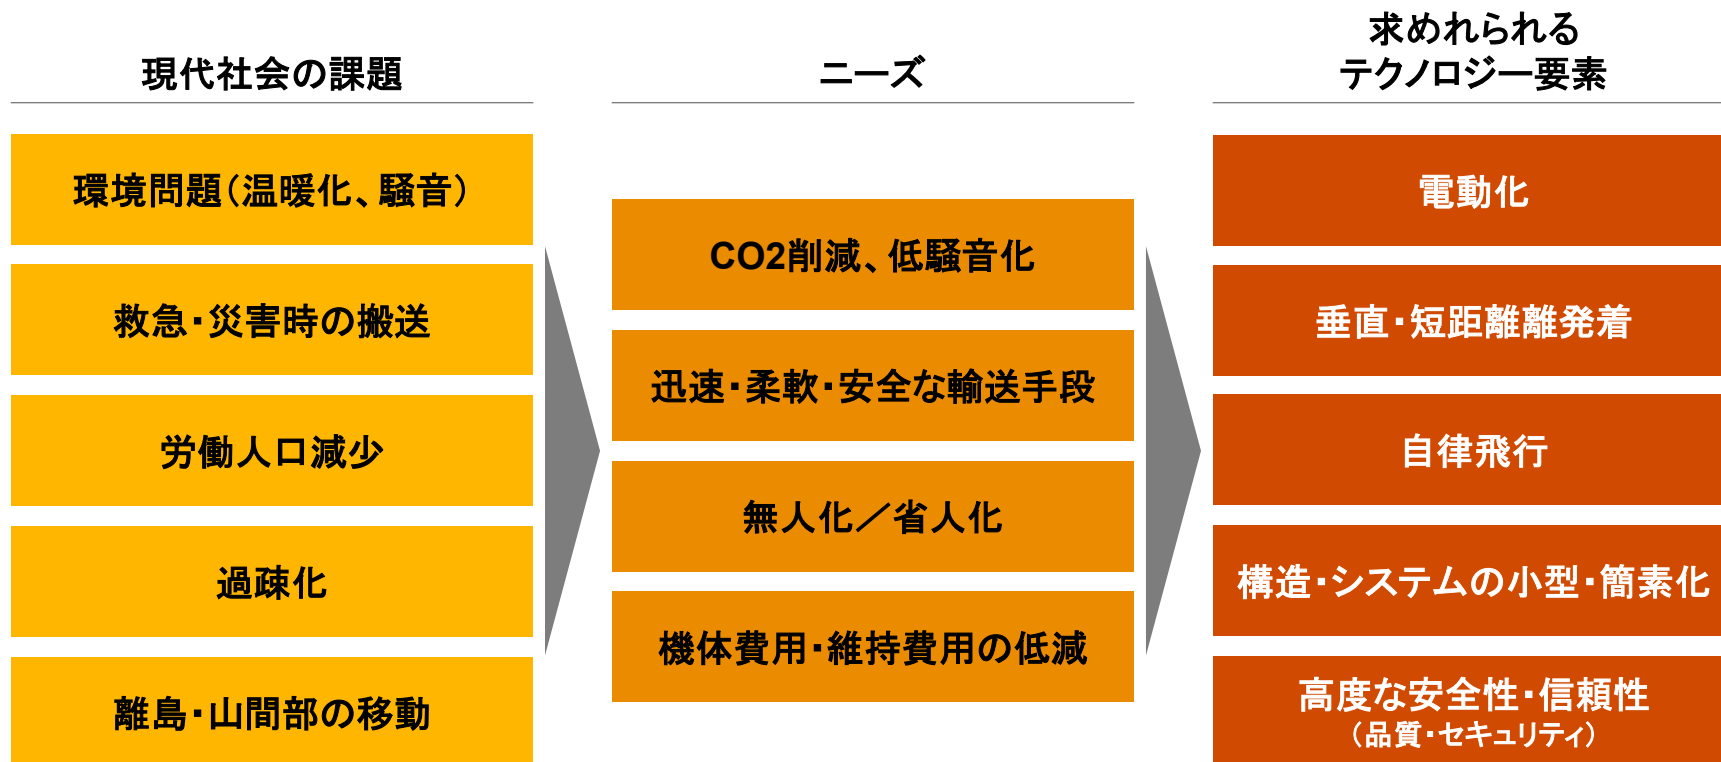 現代社会の課題
環境問題（温暖化、騒音）
救急・災害時の搬送
労働人口減少
過疎化
離島・山間部の移動
ニーズ
CO2削減、低騒音化
迅速・柔軟・安全な輸送手段
無人化／省人化
機体費用・維持費用の低減
求めれられる
テクノロジー要素
電動化
垂直・短距離離発着
自律飛行
構造・システムの小型・簡素化
高度な安全性・信頼性
（品質・セキュリティ）